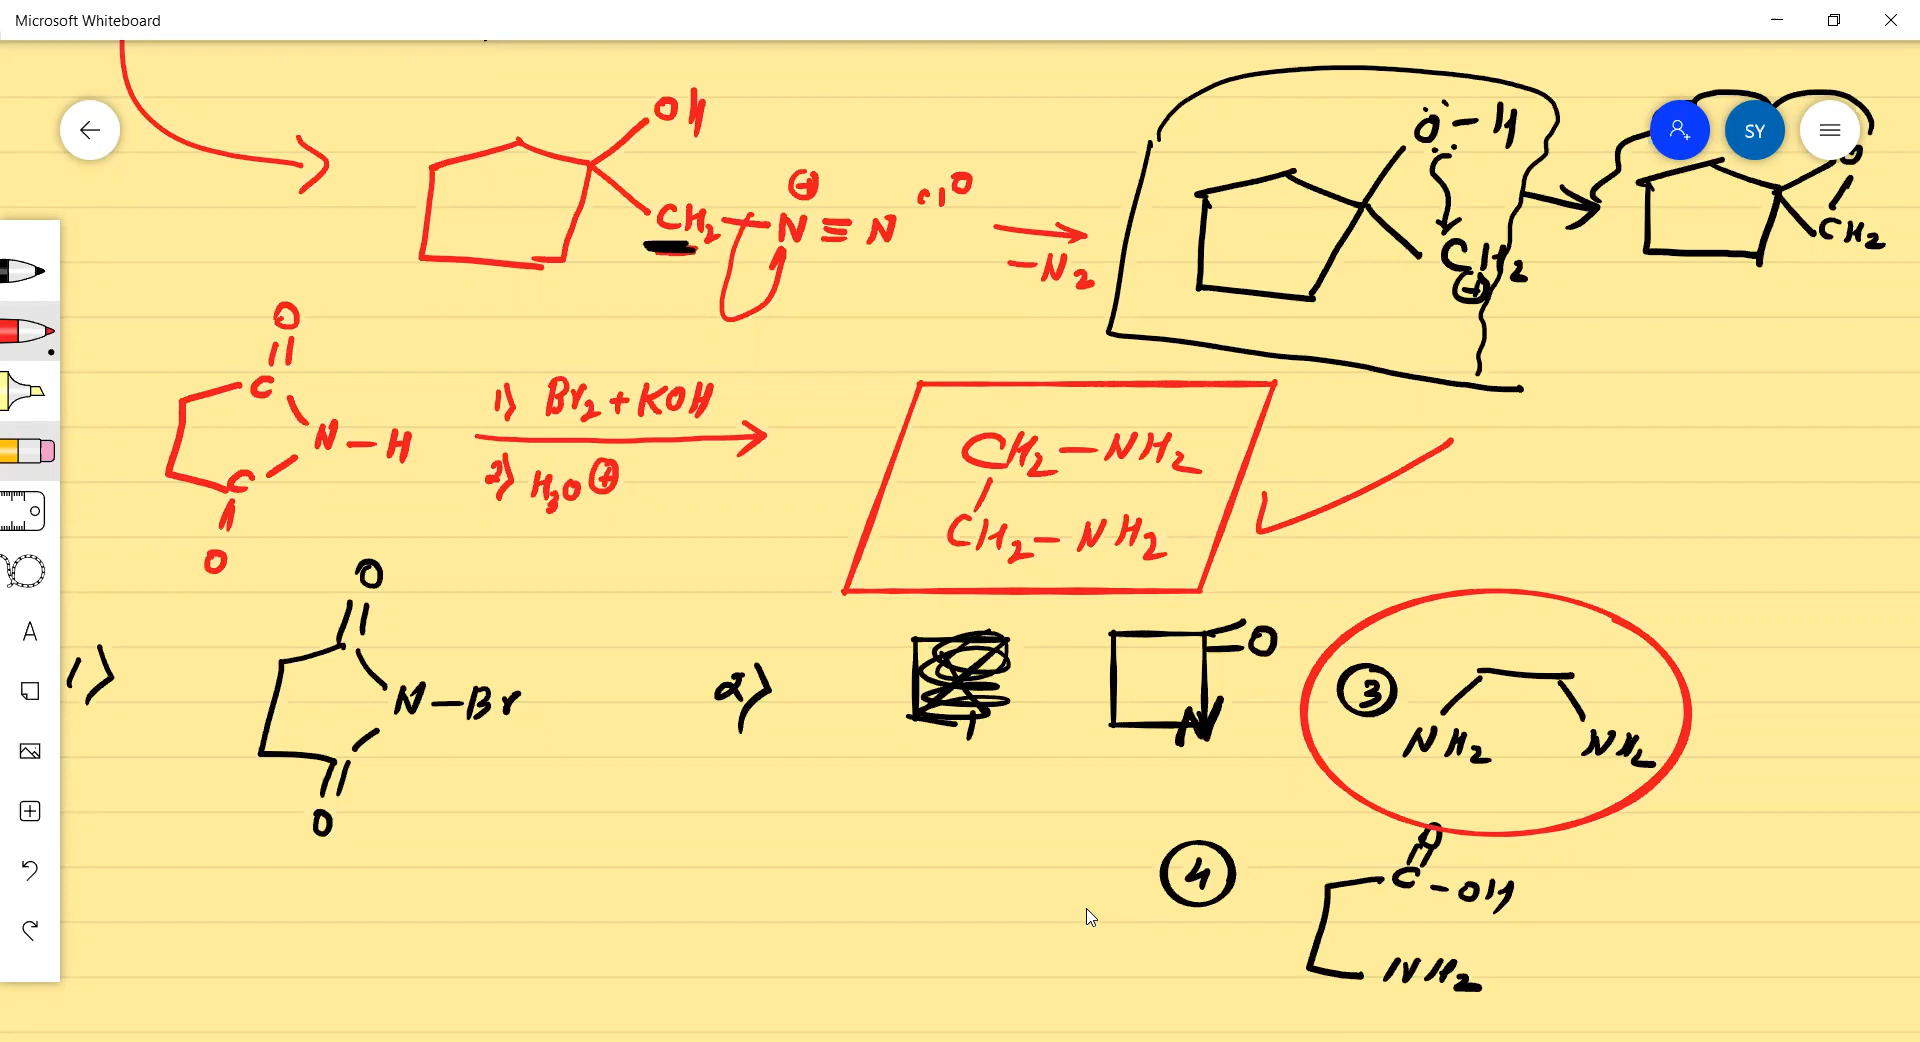 Microsoft Whiteboard
OH
CH2 – N ≡ N
⊕
Cl⊖
−N2
O – H
CH2
⊕
SY
O
CH2
O
C
N – H
C
O
1) Br2 + KOH
2) H3O⊕
CH2 – NH2
CH2 – NH2
1)
O
N – Br
O
2)
O
N
3
NH2
NH2
4
O
C – OH
NH2
A